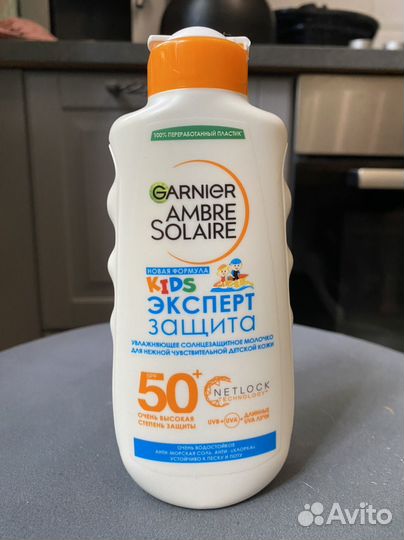 100% ПЕРЕРАБОТАННЫЙ ПЛАСТИК*
GARNIER
AMBRE
SOLAIRE
НОВАЯ ФОРМУЛА
KIDS
ЭКСПЕРТ
защита
УВЛАЖНЯЮЩЕЕ СОЛНЦЕЗАЩИТНОЕ МОЛОЧКО
ДЛЯ НЕЖНОЙ ЧУВСТВИТЕЛЬНОЙ ДЕТСКОЙ КОЖИ
SPF 50+
ОЧЕНЬ ВЫСОКАЯ
СТЕПЕНЬ ЗАЩИТЫ
NETLOCK
TECHNOLOGY
UVB + UVA + ДЛИННЫЕ
UVA ЛУЧИ
ОЧЕНЬ ВОДОСТОЙКОЕ
АНТИ-МОРСКАЯ СОЛЬ, АНТИ-«ХЛОРКА»
УСТОЙЧИВО К ПЕСКУ И ПОТУ
Avito